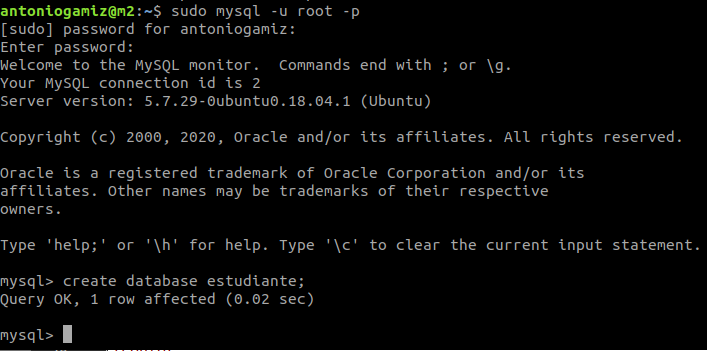 antoniogamiz@m2:~$ sudo mysql -u root -p
[sudo] password for antoniogamiz:
Enter password:
Welcome to the MySQL monitor.  Commands end with ; or \g.
Your MySQL connection id is 2
Server version: 5.7.29-0ubuntu0.18.04.1 (Ubuntu)

Copyright (c) 2000, 2020, Oracle and/or its affiliates. All rights reserved.

Oracle is a registered trademark of Oracle Corporation and/or its
affiliates. Other names may be trademarks of their respective
owners.

Type 'help;' or '\h' for help. Type '\c' to clear the current input statement.

mysql> create database estudiante;
Query OK, 1 row affected (0.02 sec)

mysql>